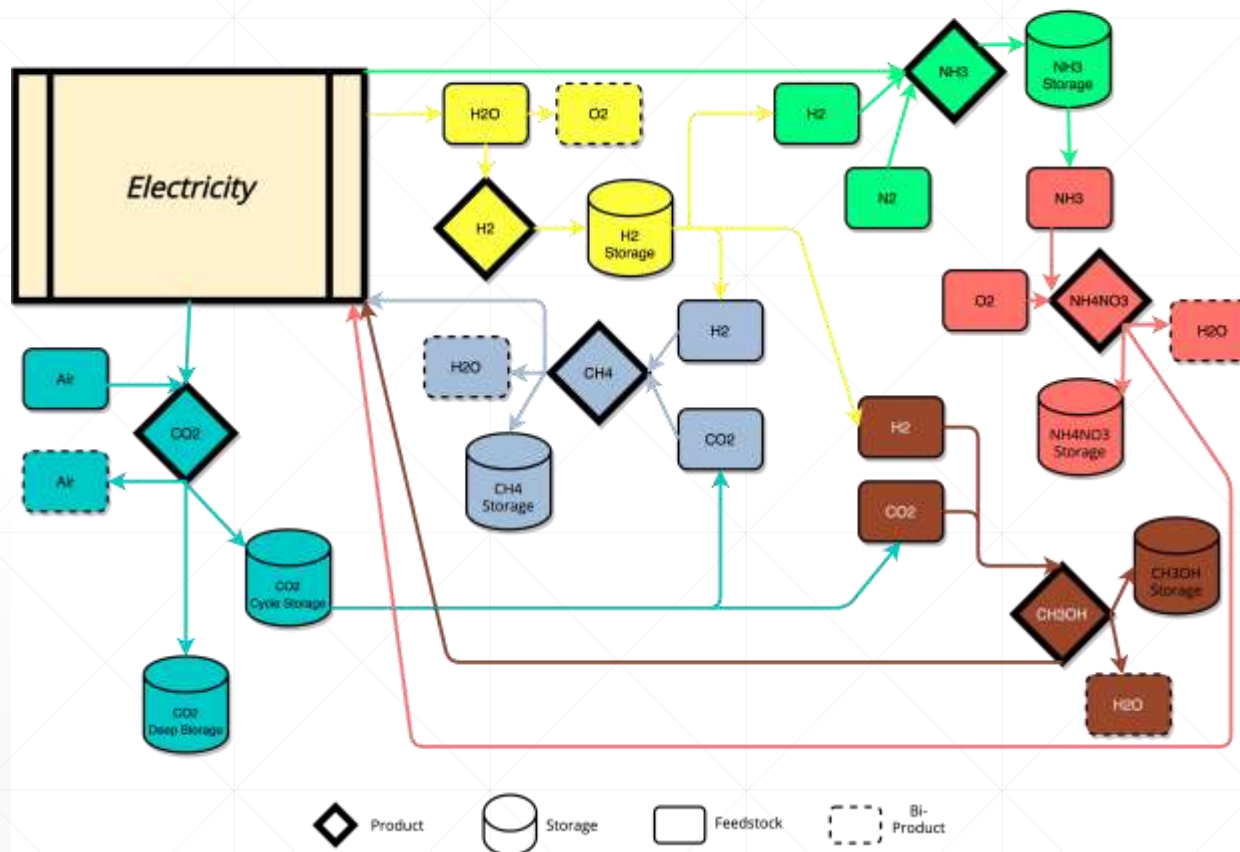 NH3
NH3
Storage
H2O
O2
H2
Electricity
N2
NH3
H2
H2
Storage
O2
NH4NO3
H2O
H2
Air
H2O
CH4
CO2
H2
NH4NO3
Storage
CO2
Air
CH4
Storage
CO2
CO2
Cycle Storage
CH3OH
Storage
CH3OH
CO2
Deep Storage
H2O
Product
Storage
Feedstock
Bi-
Product